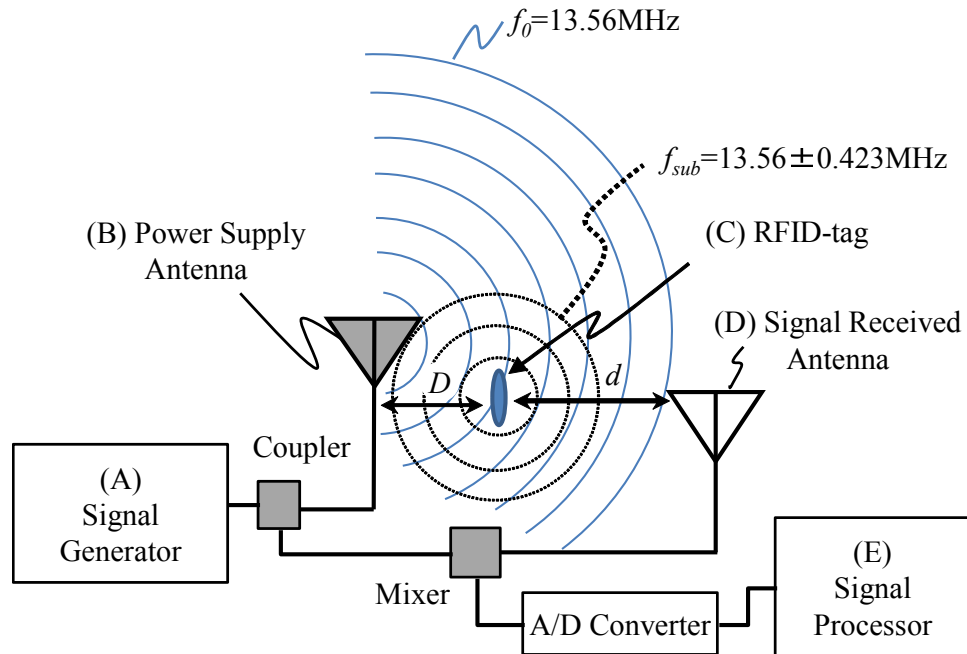 f0=13.56MHz
fsub=13.56±0.423MHz
(B) Power Supply
Antenna
(C) RFID-tag
(D) Signal Received
Antenna
D
d
Coupler
(A)
Signal
Generator
Mixer
A/D Converter
(E)
Signal
Processor